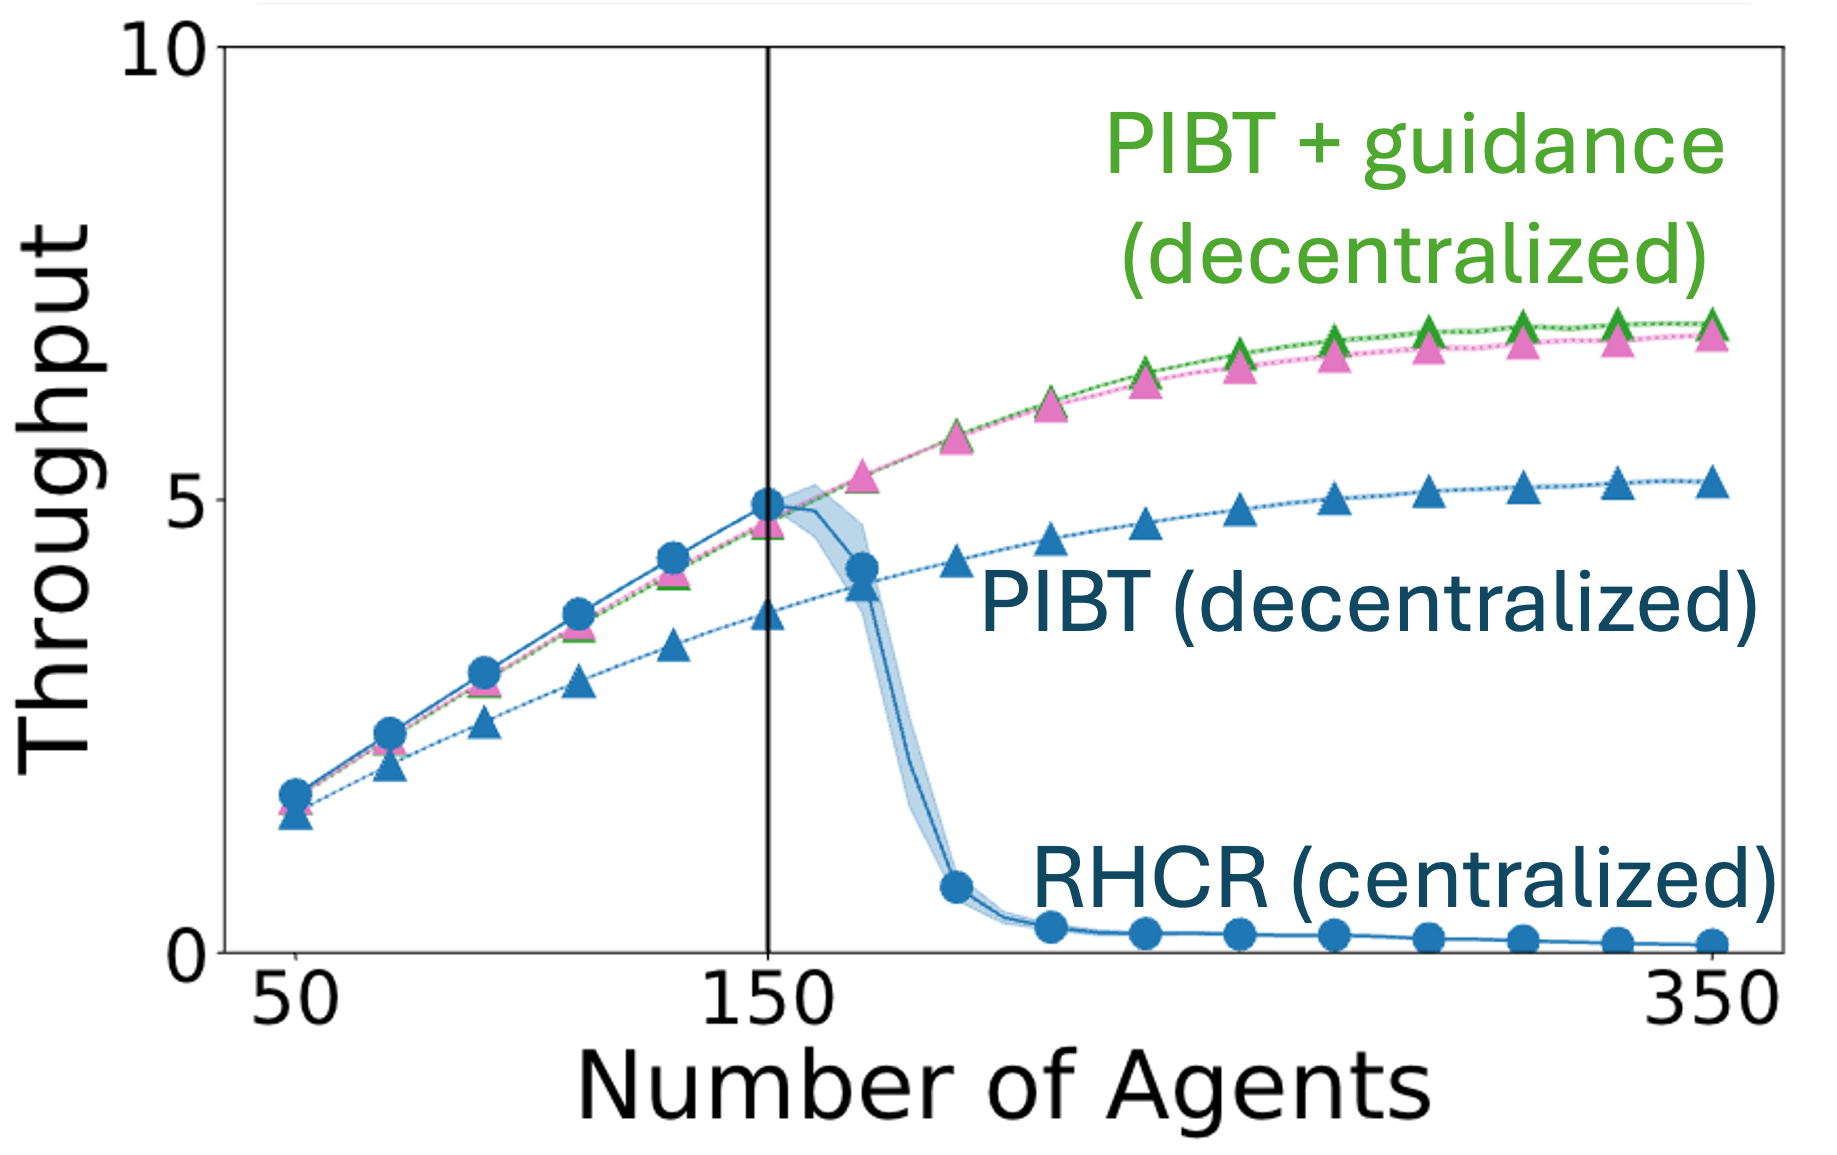 10
PIBT + guidance
(decentralized)
Throughput
5
PIBT (decentralized)
RHCR (centralized)
0
50 150 350
Number of Agents